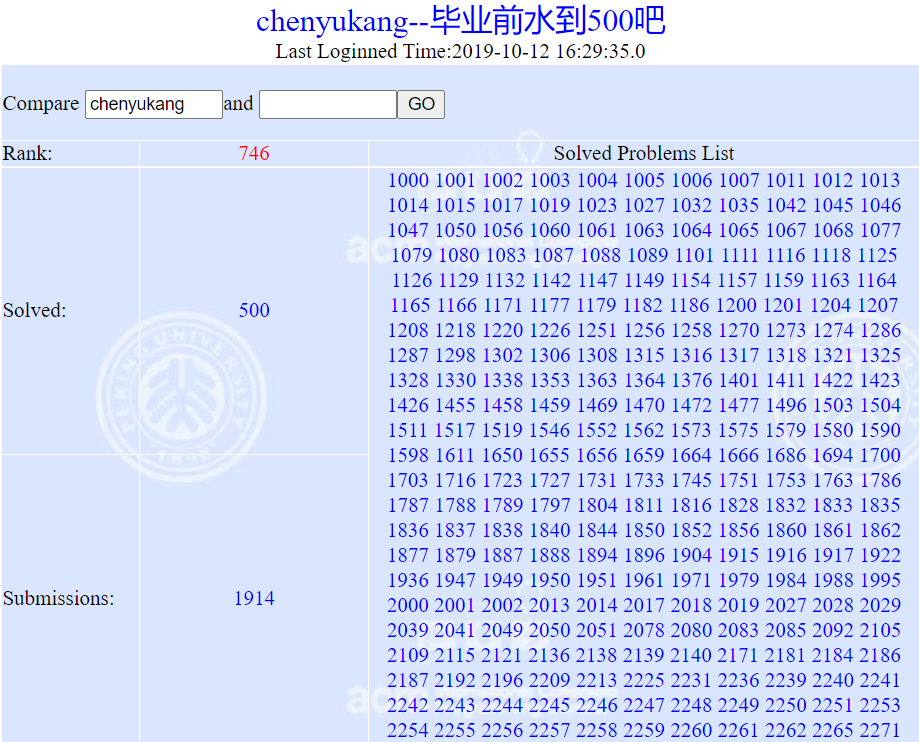 chenyukang--毕业前水到500吧
Last Loginned Time:2019-10-12 16:29:35.0
Compare chenyukang and GO
Rank: 746 Solved Problems List
1000 1001 1002 1003 1004 1005 1006 1007 1011 1012 1013
1014 1015 1017 1019 1023 1027 1032 1035 1042 1045 1046
1047 1050 1056 1060 1061 1063 1064 1065 1067 1068 1077
1079 1080 1083 1087 1088 1089 1101 1111 1116 1118 1125
1126 1129 1132 1142 1147 1149 1154 1157 1159 1163 1164
Solved: 500 1165 1166 1171 1177 1179 1182 1186 1200 1201 1204 1207
1208 1218 1220 1226 1251 1256 1258 1270 1273 1274 1286
1287 1298 1302 1306 1308 1315 1316 1317 1318 1321 1325
1328 1330 1338 1353 1363 1364 1376 1401 1411 1422 1423
1426 1455 1458 1459 1469 1470 1472 1477 1496 1503 1504
1511 1517 1519 1546 1552 1562 1573 1575 1579 1580 1590
1598 1611 1650 1655 1656 1659 1664 1666 1686 1694 1700
1703 1716 1723 1727 1731 1733 1745 1751 1753 1763 1786
1787 1788 1789 1797 1804 1811 1816 1828 1832 1833 1835
1836 1837 1838 1840 1844 1850 1852 1856 1860 1861 1862
1877 1879 1887 1888 1894 1896 1904 1915 1916 1917 1922
1936 1947 1949 1950 1951 1961 1971 1979 1984 1988 1995
Submissions: 1914 2000 2001 2002 2013 2014 2017 2018 2019 2027 2028 2029
2039 2041 2049 2050 2051 2078 2080 2083 2085 2092 2105
2109 2115 2121 2136 2138 2139 2140 2171 2181 2184 2186
2187 2192 2196 2209 2213 2225 2231 2236 2239 2240 2241
2242 2243 2244 2245 2246 2247 2248 2249 2250 2251 2253
2254 2255 2256 2257 2258 2259 2260 2261 2262 2265 2271
PEKING UNIVERSITY
1898
acm
acm